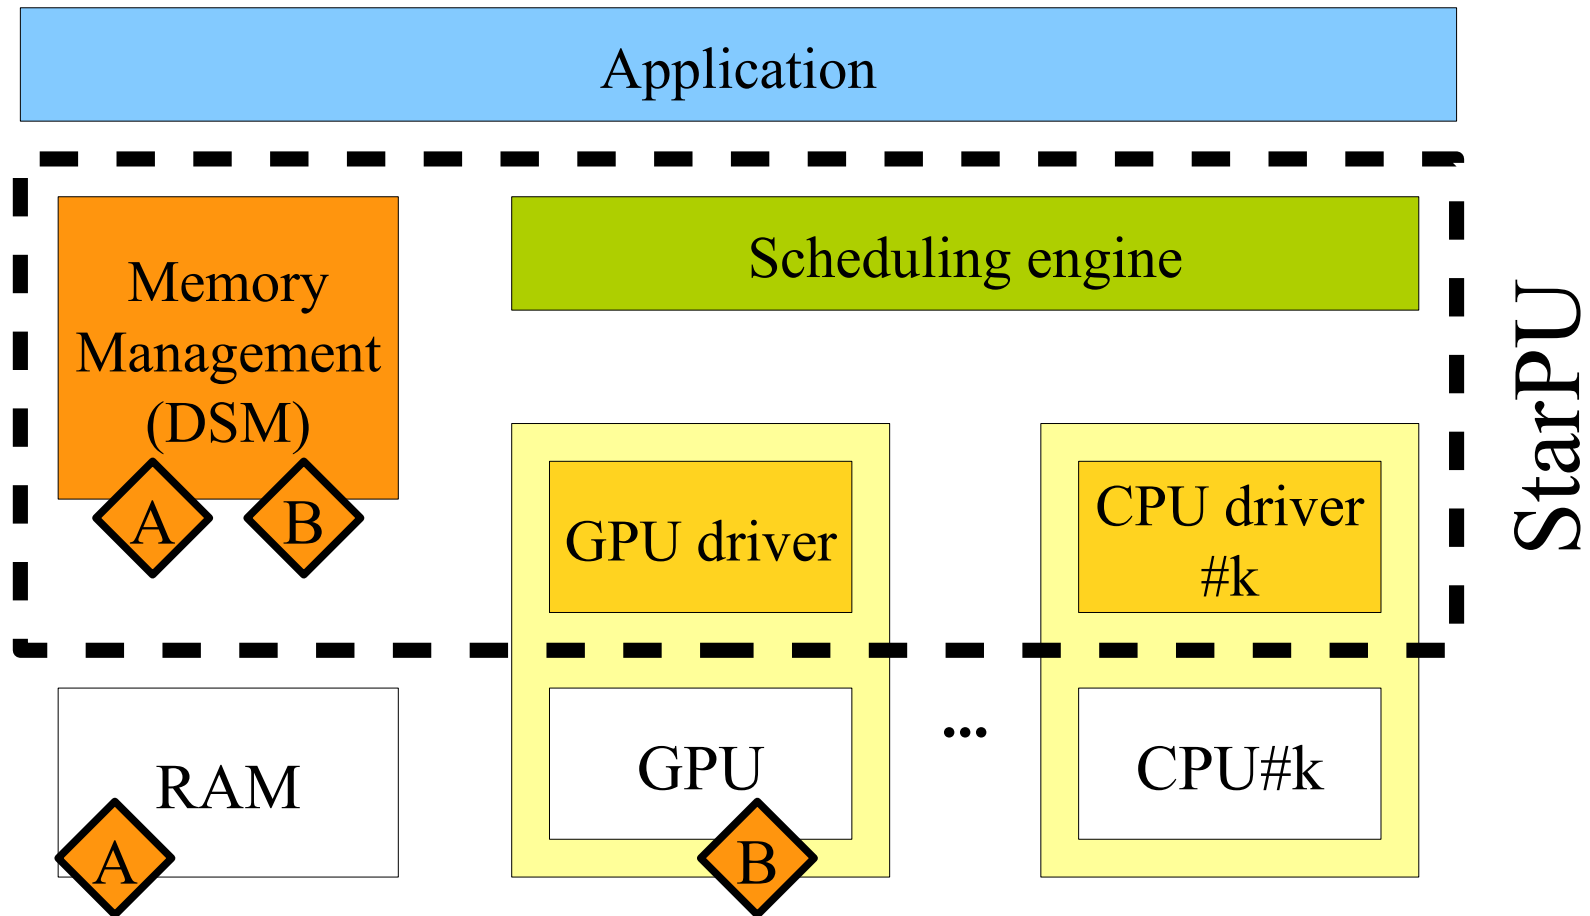 Application
Memory
Management
(DSM)
A
B
Scheduling engine
GPU driver
CPU driver
#k
StarPU
RAM
A
GPU
B
...
CPU#k